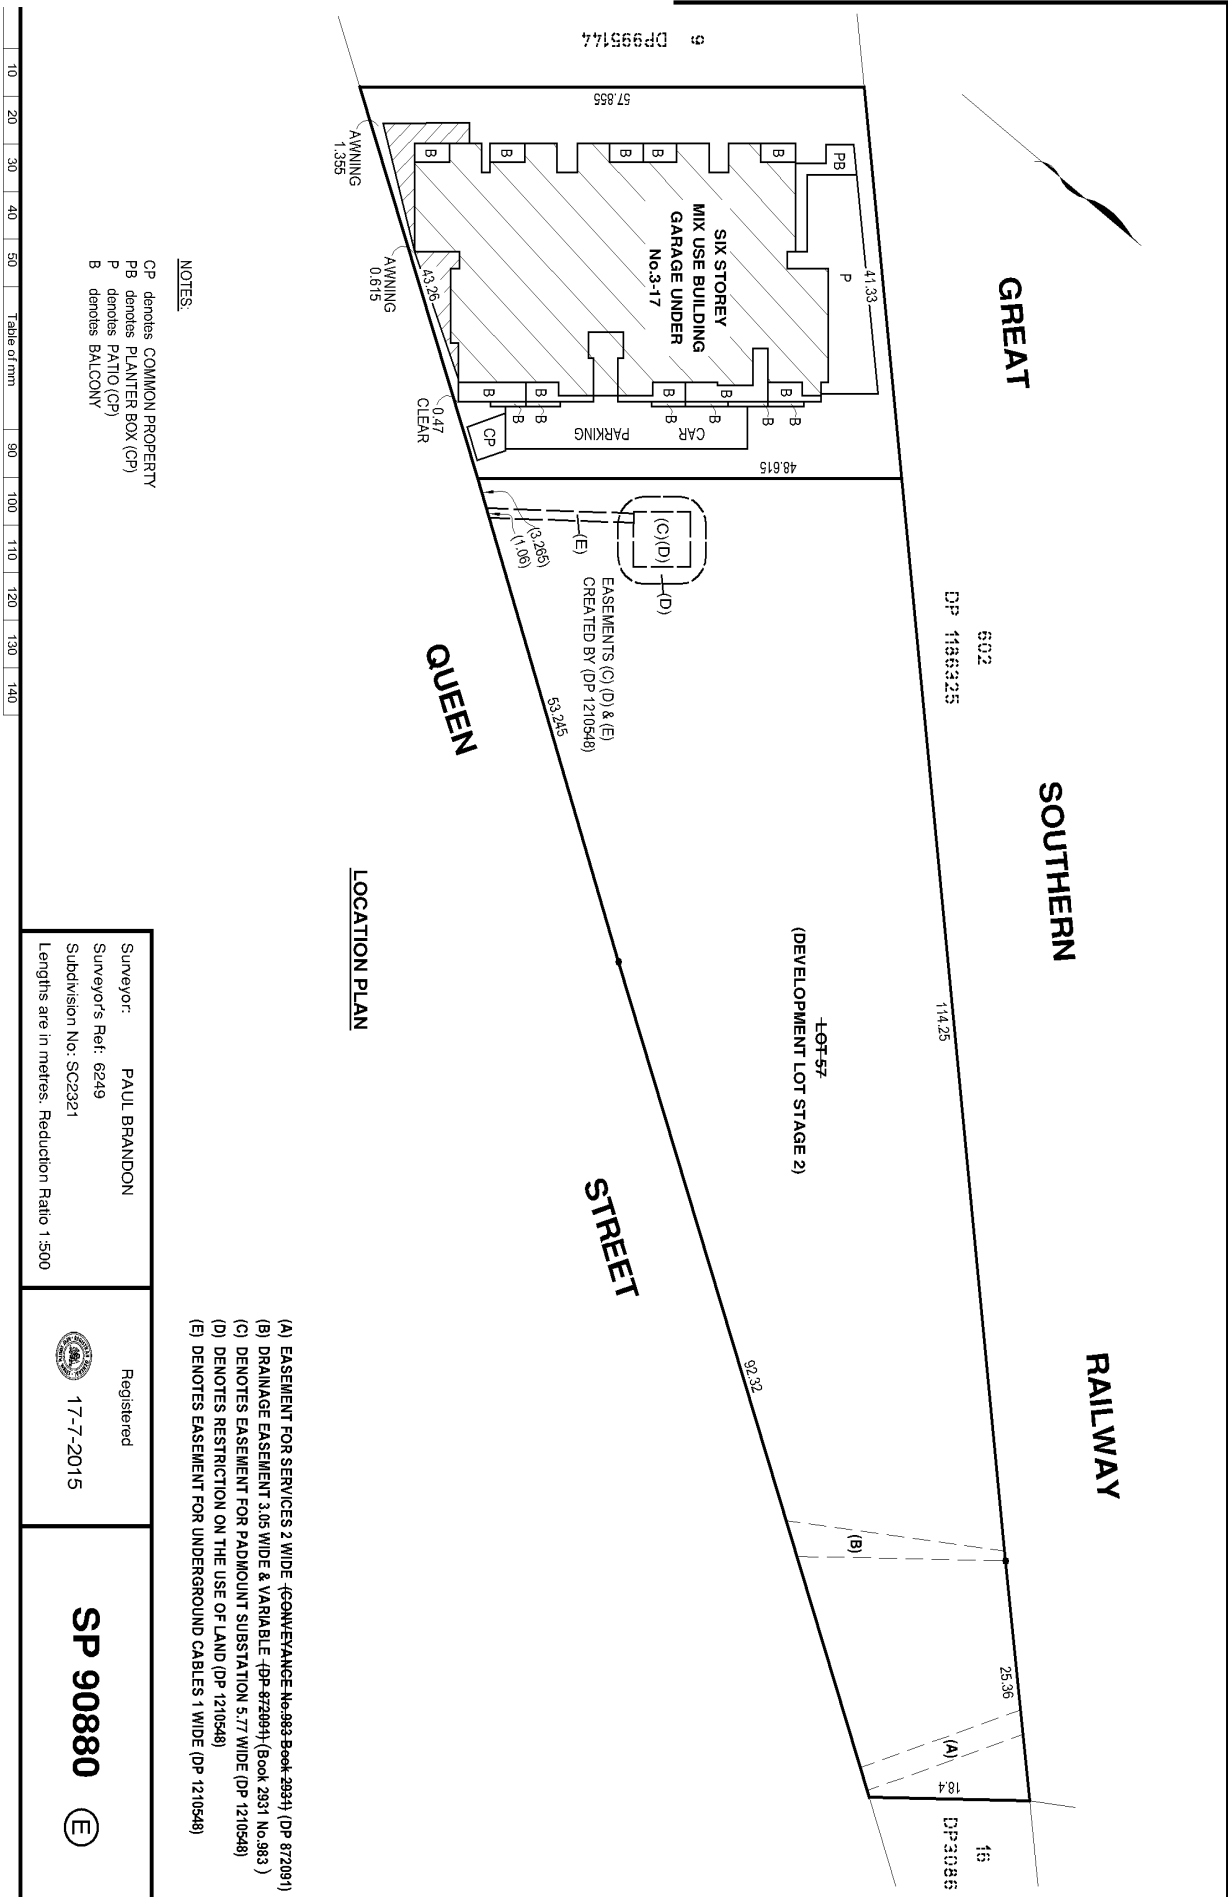 6 DP995144
57.855
GREAT
SOUTHERN
RAILWAY
602
DP 1186325
16
DP3086
PB
P
41.33
114.25
25.36
18.4
B
B
B
B
B
SIX STOREY
MIX USE BUILDING
GARAGE UNDER
No.3-17
AWNING
1.355
AWNING
0.615
43.26
0.47
CLEAR
B
B
B
B
B
B
B
B
B
B
CAR
PARKING
CP
48.615
(C)(D)
(D)
(E)
(3.265)
(1.06)
EASEMENTS (C) (D) & (E)
CREATED BY (DP 1210548)
53.245
QUEEN
STREET
LOT 57
(DEVELOPMENT LOT STAGE 2)
92.32
(B)
(A)
LOCATION PLAN
NOTES:
CP denotes COMMON PROPERTY
PB denotes PLANTER BOX (CP)
P denotes PATIO (CP)
B denotes BALCONY
(A) EASEMENT FOR SERVICES 2 WIDE (CONVEYANCE No.983 Book 2931) (DP 872091)
(B) DRAINAGE EASEMENT 3.05 WIDE & VARIABLE (DP 872091) (Book 2931 No.983 )
(C) DENOTES EASEMENT FOR PADMOUNT SUBSTATION 5.77 WIDE (DP 1210548)
(D) DENOTES RESTRICTION ON THE USE OF LAND (DP 1210548)
(E) DENOTES EASEMENT FOR UNDERGROUND CABLES 1 WIDE (DP 1210548)
Surveyor: PAUL BRANDON
Surveyor's Ref: 6249
Subdivision No: SC2321
Lengths are in metres. Reduction Ratio 1:500
Registered
17-7-2015
SP 90880 E
10 20 30 40 50 Table of mm 90 100 110 120 130 140